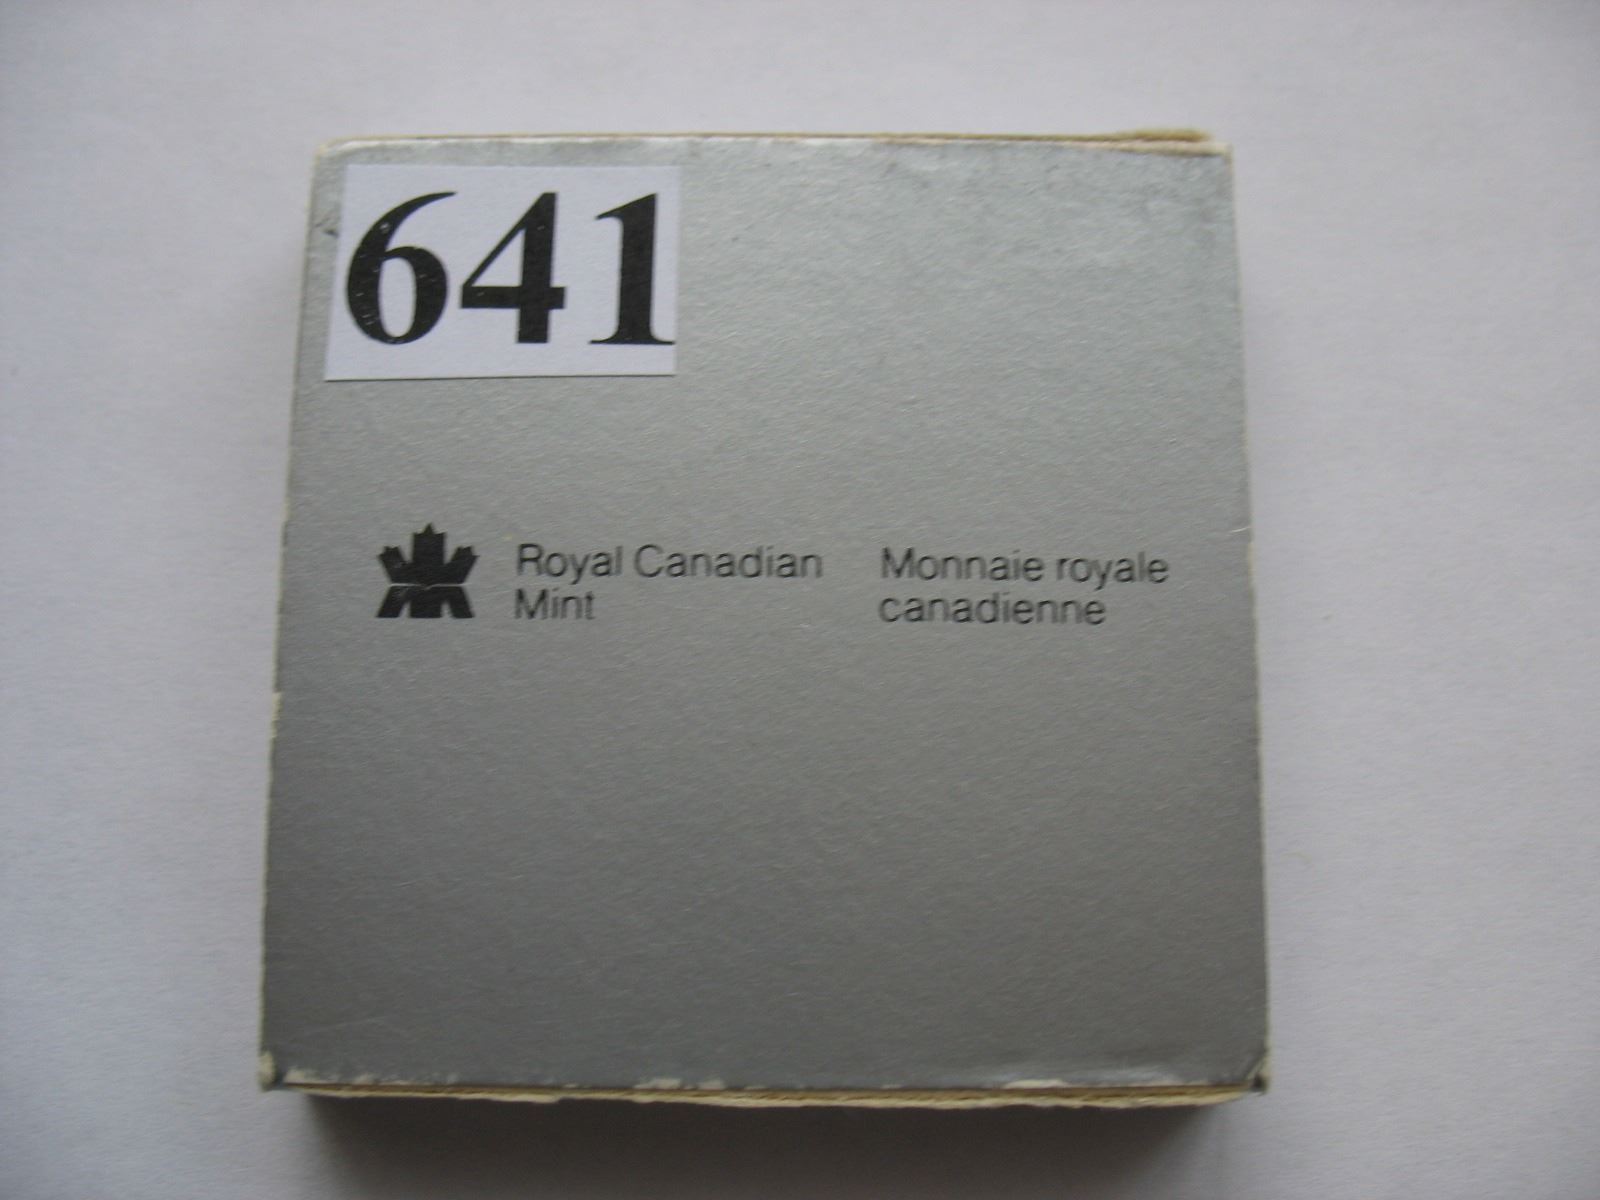 641
Royal Canadian
Mint
Monnaie royale
canadienne